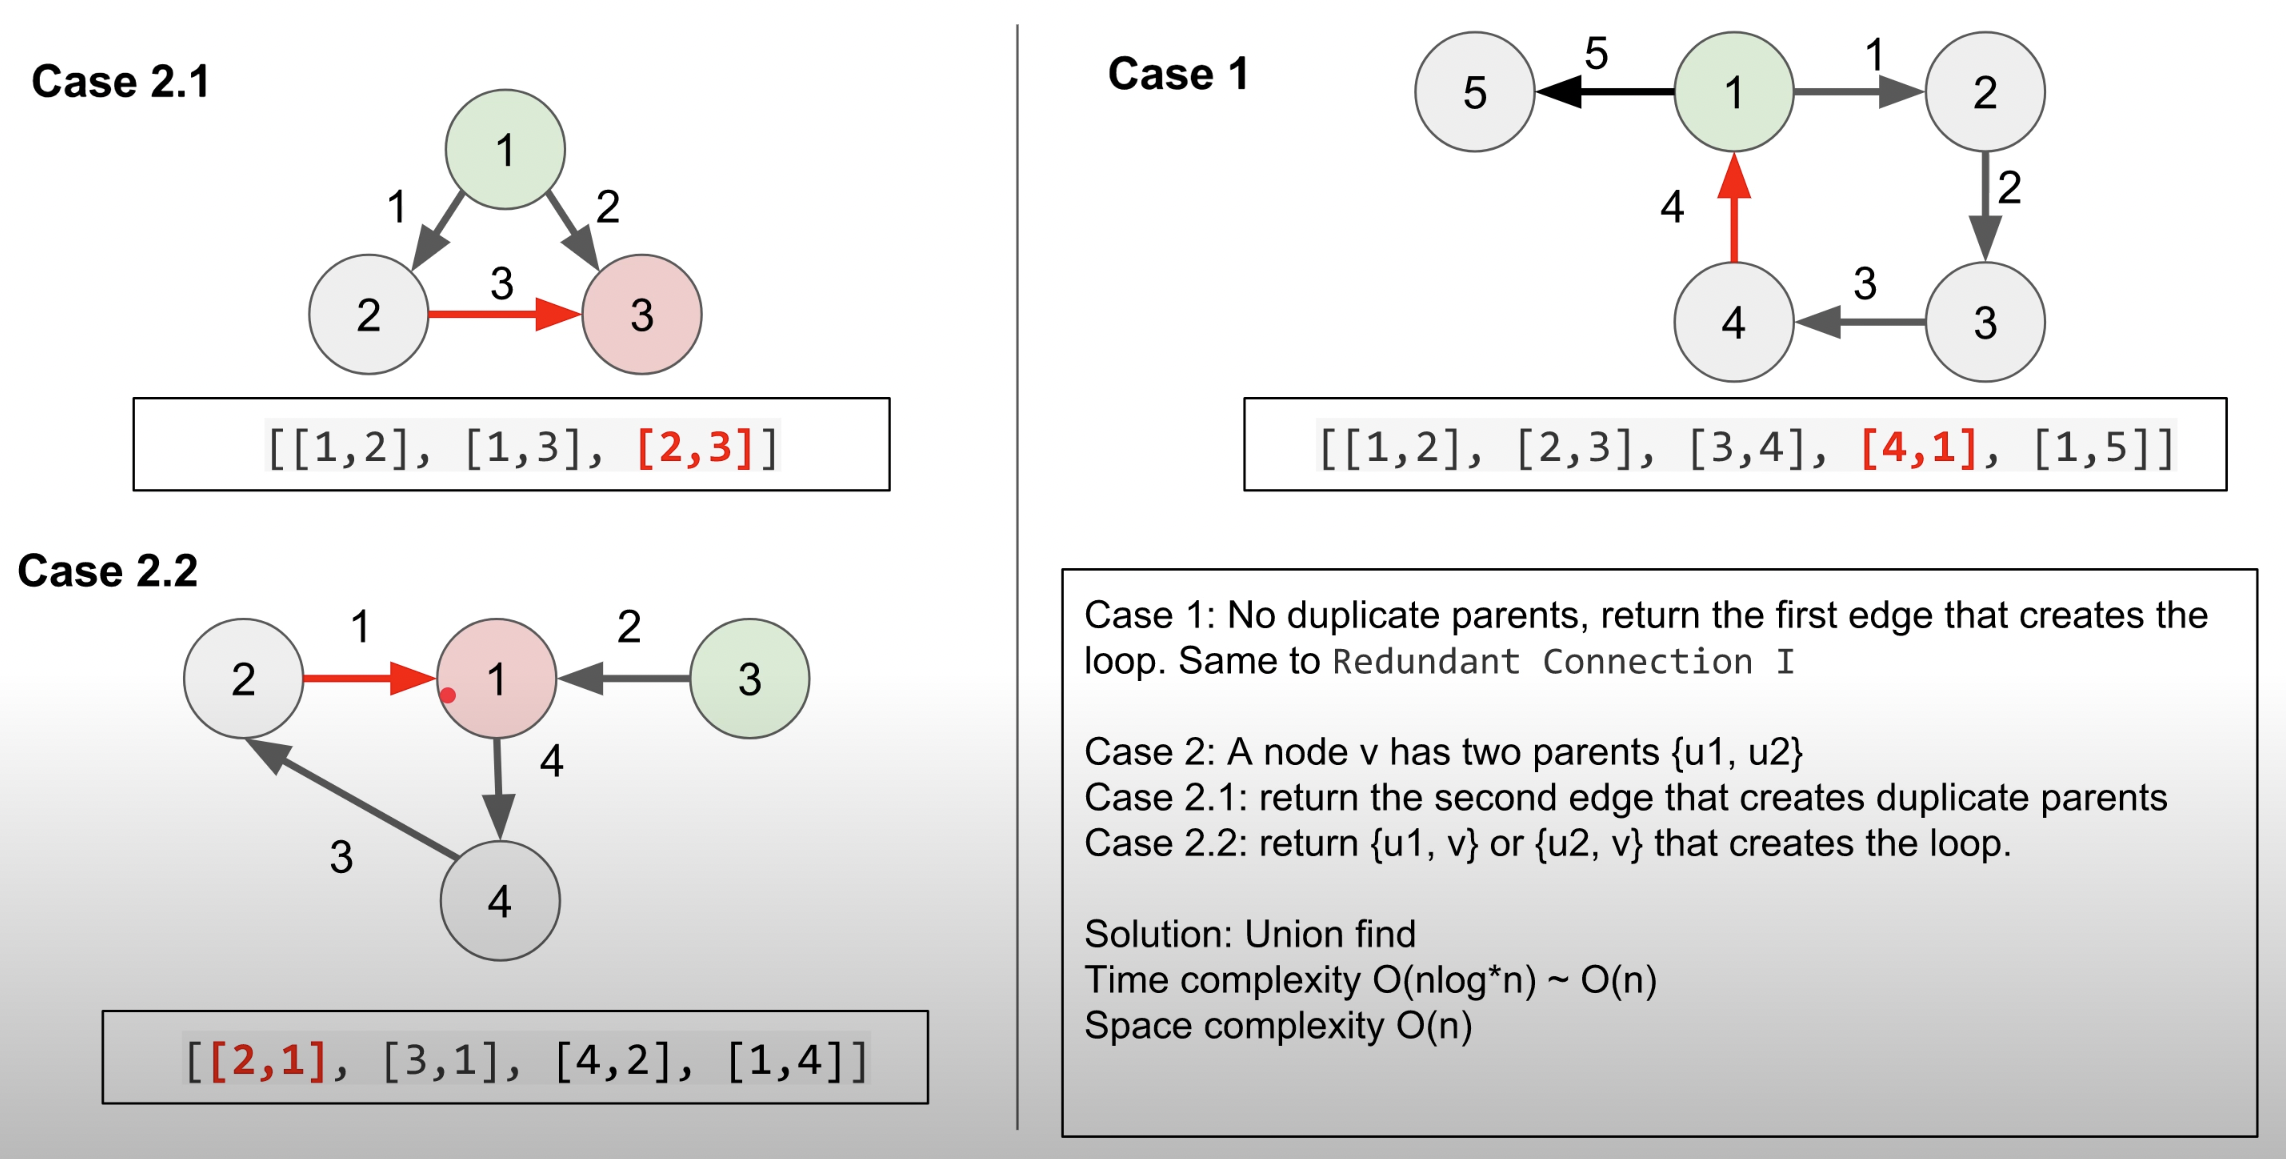 Case 2.1
1
1
2
2
3
3
[[1,2], [1,3], [2,3]]
Case 2.2
2
1
1
2
3
4
3
4
[[2,1], [3,1], [4,2], [1,4]]
Case 1
5
5
1
1
2
4
2
4
3
3
[[1,2], [2,3], [3,4], [4,1], [1,5]]
Case 1: No duplicate parents, return the first edge that creates the
loop. Same to Redundant Connection I
Case 2: A node v has two parents {u1, u2}
Case 2.1: return the second edge that creates duplicate parents
Case 2.2: return {u1, v} or {u2, v} that creates the loop.
Solution: Union find
Time complexity O(nlog*n) ~ O(n)
Space complexity O(n)